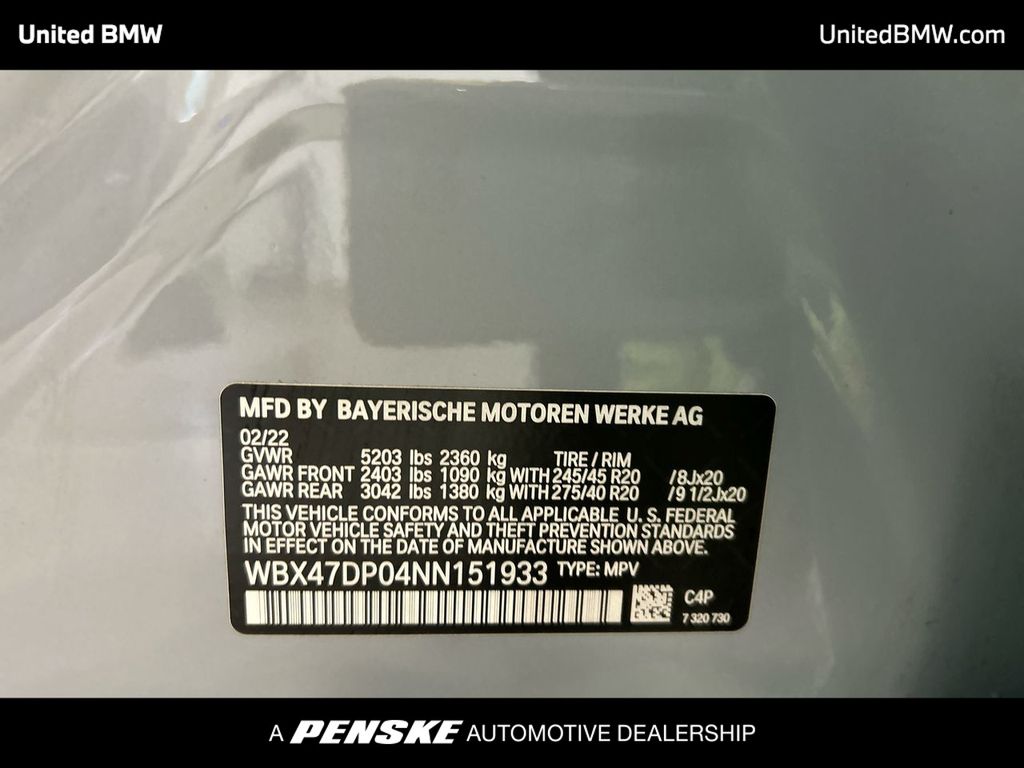 United BMW
UnitedBMW.com
MFD BY BAYERISCHE MOTOREN WERKE AG
02/22
GVWR 5203 lbs 2360 kg TIRE / RIM
GAWR FRONT 2403 lbs 1090 kg WITH 245/45 R20 /8Jx20
GAWR REAR 3042 lbs 1380 kg WITH 275/40 R20 /9 1/2Jx20
THIS VEHICLE CONFORMS TO ALL APPLICABLE U. S. FEDERAL
MOTOR VEHICLE SAFETY AND THEFT PREVENTION STANDARDS
IN EFFECT ON THE DATE OF MANUFACTURE SHOWN ABOVE.
WBX47DP04NN151933 TYPE: MPV
C4P
7 320 730
A PENSKE AUTOMOTIVE DEALERSHIP